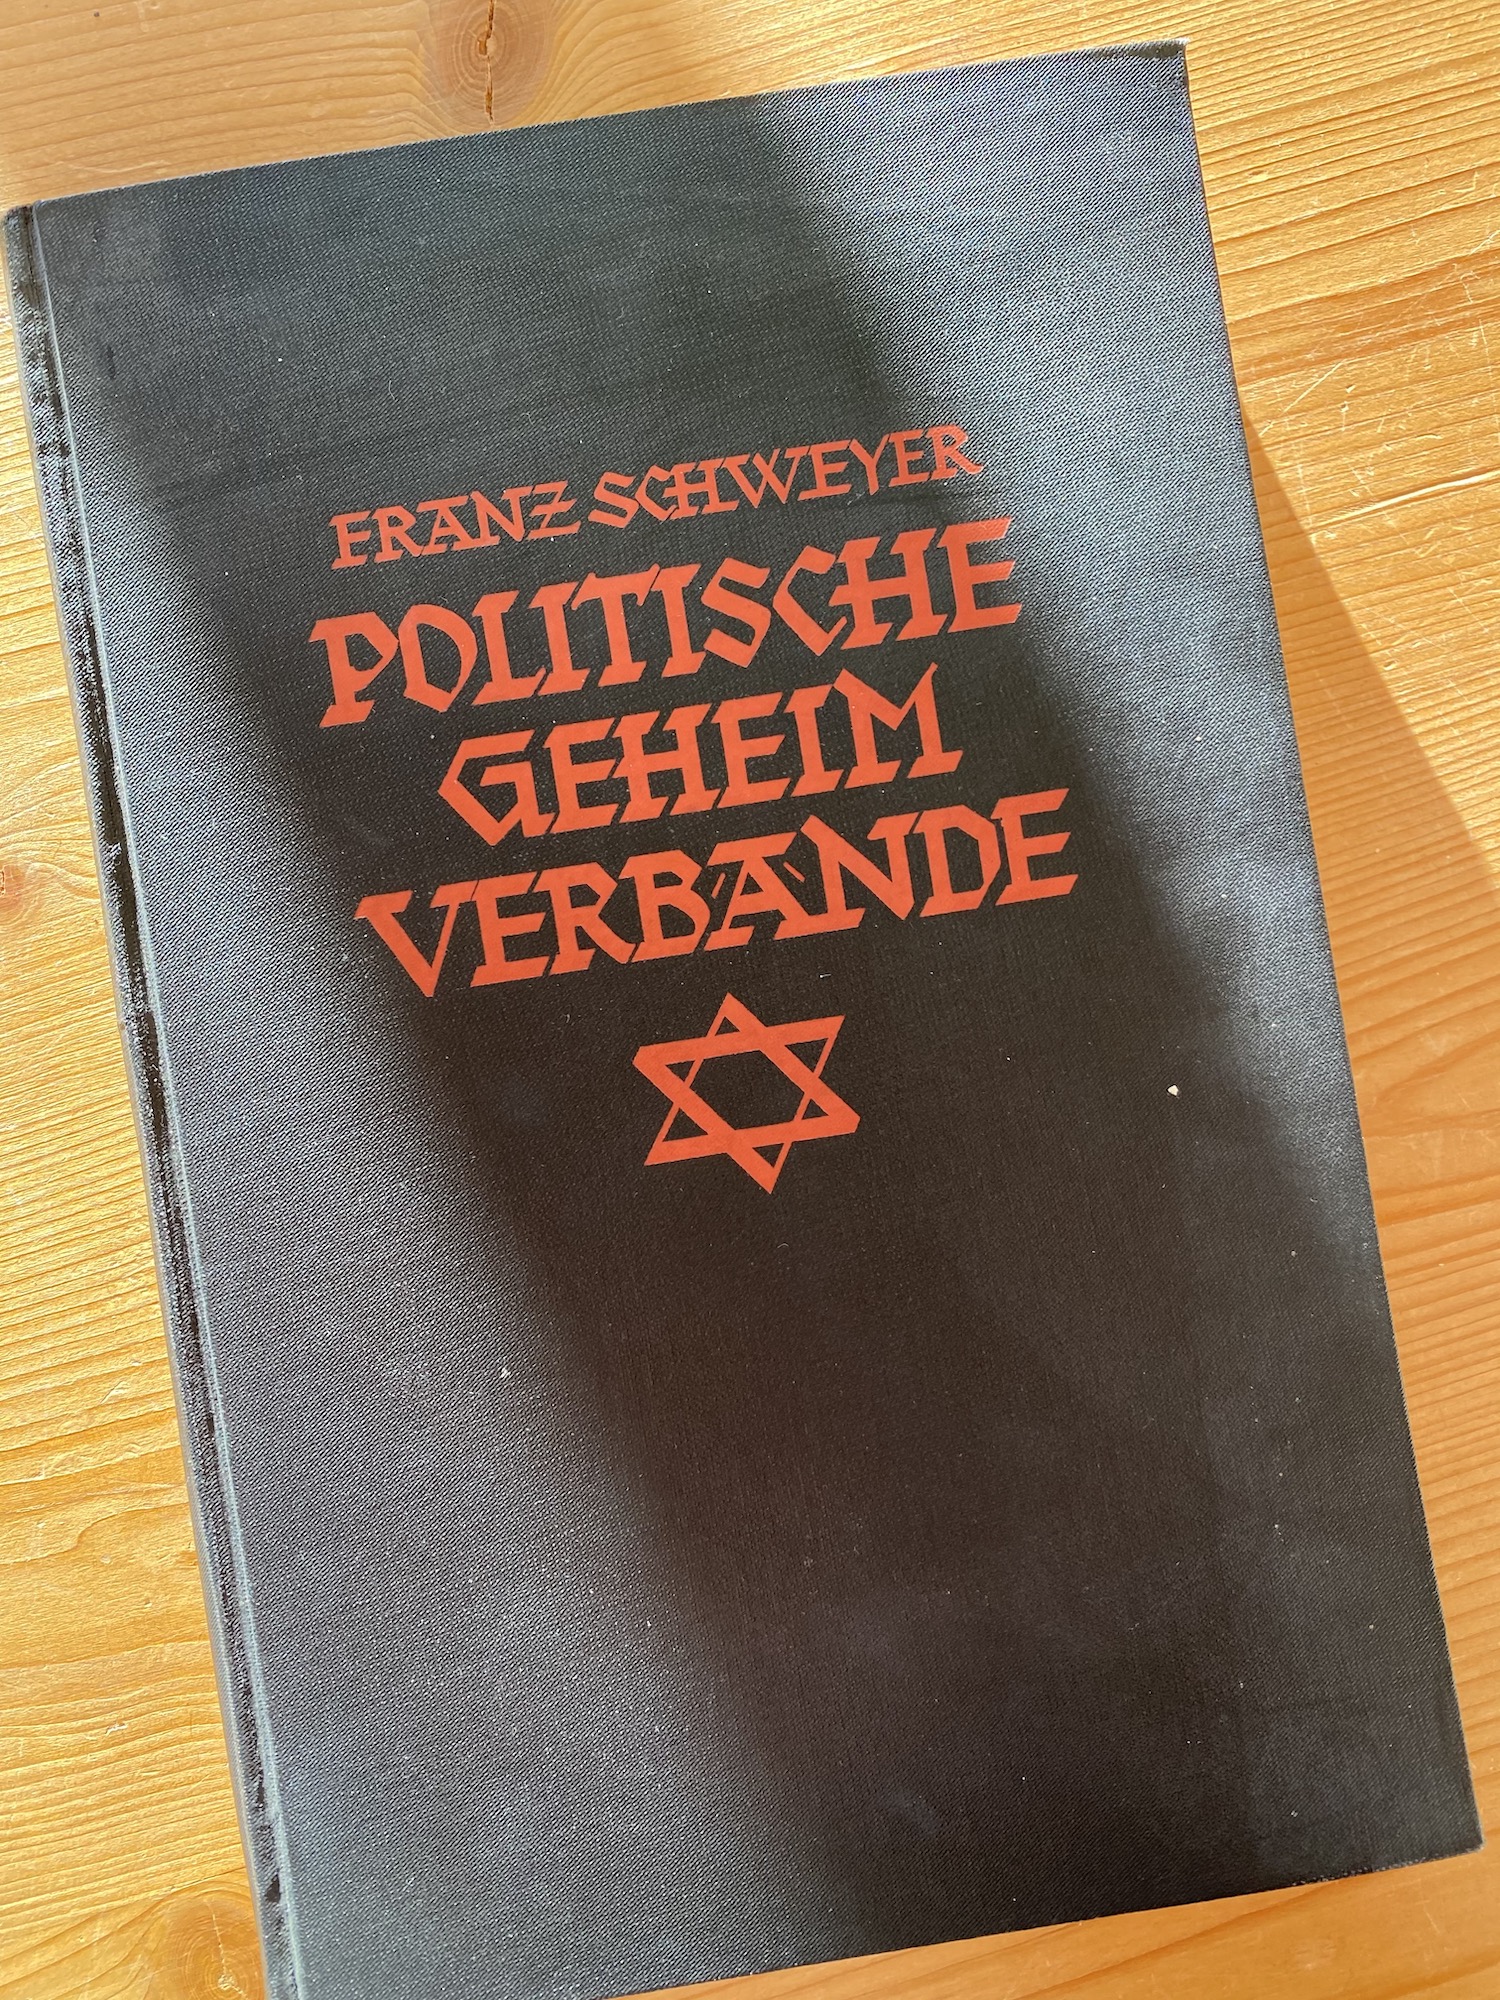 FRANZ SCHWEYER
POLITISCHE
GEHEIM
VERBÄNDE